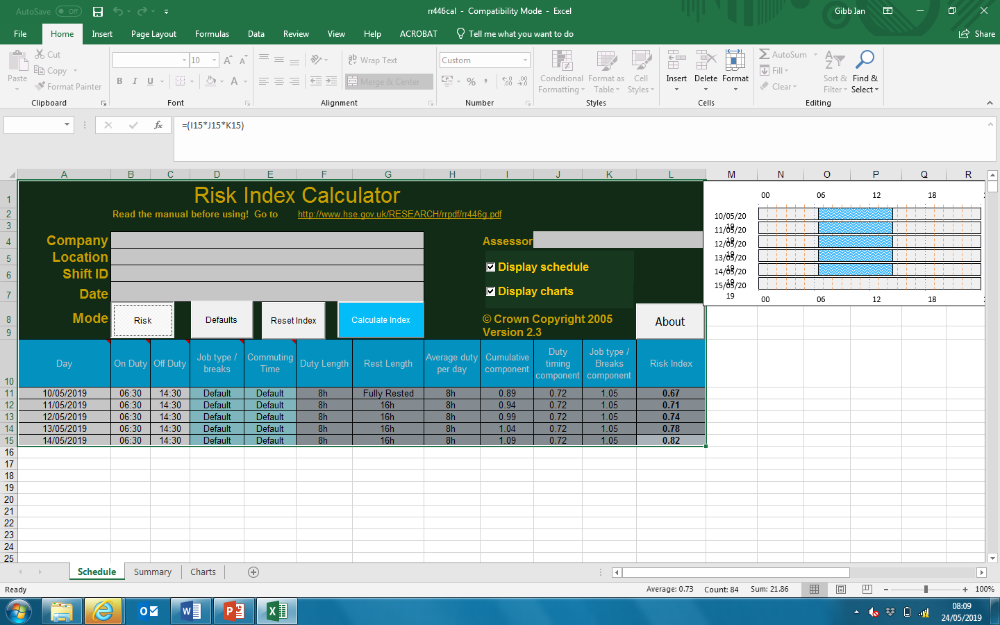 AutoSave Off
rr446cal - Compatibility Mode - Excel
Gibb Ian
File Home Insert Page Layout Formulas Data Review View Help ACROBAT Tell me what you want to do Share
Paste Cut Copy Format Painter
10 A A
B I U A
Wrap Text
Merge & Center
Custom
%
Conditional Formatting
Format as Table
Cell Styles
Insert Delete Format
AutoSum
Fill
Clear
Sort & Filter
Find & Select
Clipboard Font Alignment Number Styles Cells Editing
fx =(I15*J15*K15)
A B C D E F G H I J K L M N O P Q R
1 Risk Index Calculator
2 Read the manual before using! Go to http://www.hse.gov.uk/RESEARCH/rrpdf/rr446g.pdf
3
4 Company Assessor
5 Location Display schedule
6 Shift ID
7 Date Display charts
8 Mode Risk Defaults Reset Index Calculate Index © Crown Copyright 2005 About
9 Version 2.3
10 Day On Duty Off Duty Job type / breaks Commuting Time Duty Length Rest Length Average duty per day Cumulative component Duty timing component Job type / Breaks component Risk Index
11 10/05/2019 06:30 14:30 Default Default 8h Fully Rested 8h 0.89 0.72 1.05 0.67
12 11/05/2019 06:30 14:30 Default Default 8h 16h 8h 0.94 0.72 1.05 0.71
13 12/05/2019 06:30 14:30 Default Default 8h 16h 8h 0.99 0.72 1.05 0.74
14 13/05/2019 06:30 14:30 Default Default 8h 16h 8h 1.04 0.72 1.05 0.78
15 14/05/2019 06:30 14:30 Default Default 8h 16h 8h 1.09 0.72 1.05 0.82
16
17
18
19
20
21
22
23
24
25
00 06 12 18
10/05/20
19
11/05/20
19
12/05/20
19
13/05/20
19
14/05/20
19
15/05/20
19
00 06 12 18
Schedule Summary Charts
Ready
Average: 0.73 Count: 84 Sum: 21.86
100%
08:09
24/05/2019